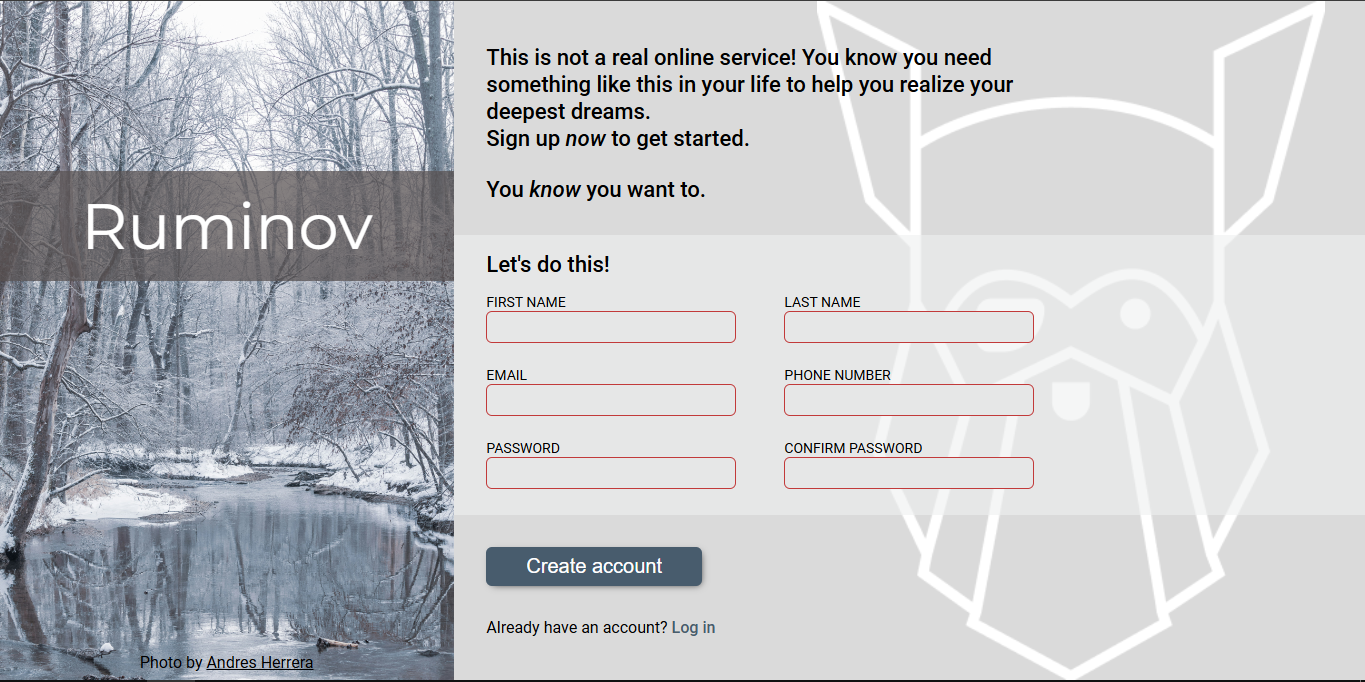 Ruminov
Photo by Andres Herrera
This is not a real online service! You know you need
something like this in your life to help you realize your
deepest dreams.
Sign up now to get started.
You know you want to.
Let's do this!
FIRST NAME
LAST NAME
EMAIL
PHONE NUMBER
PASSWORD
CONFIRM PASSWORD
Create account
Already have an account? Log in